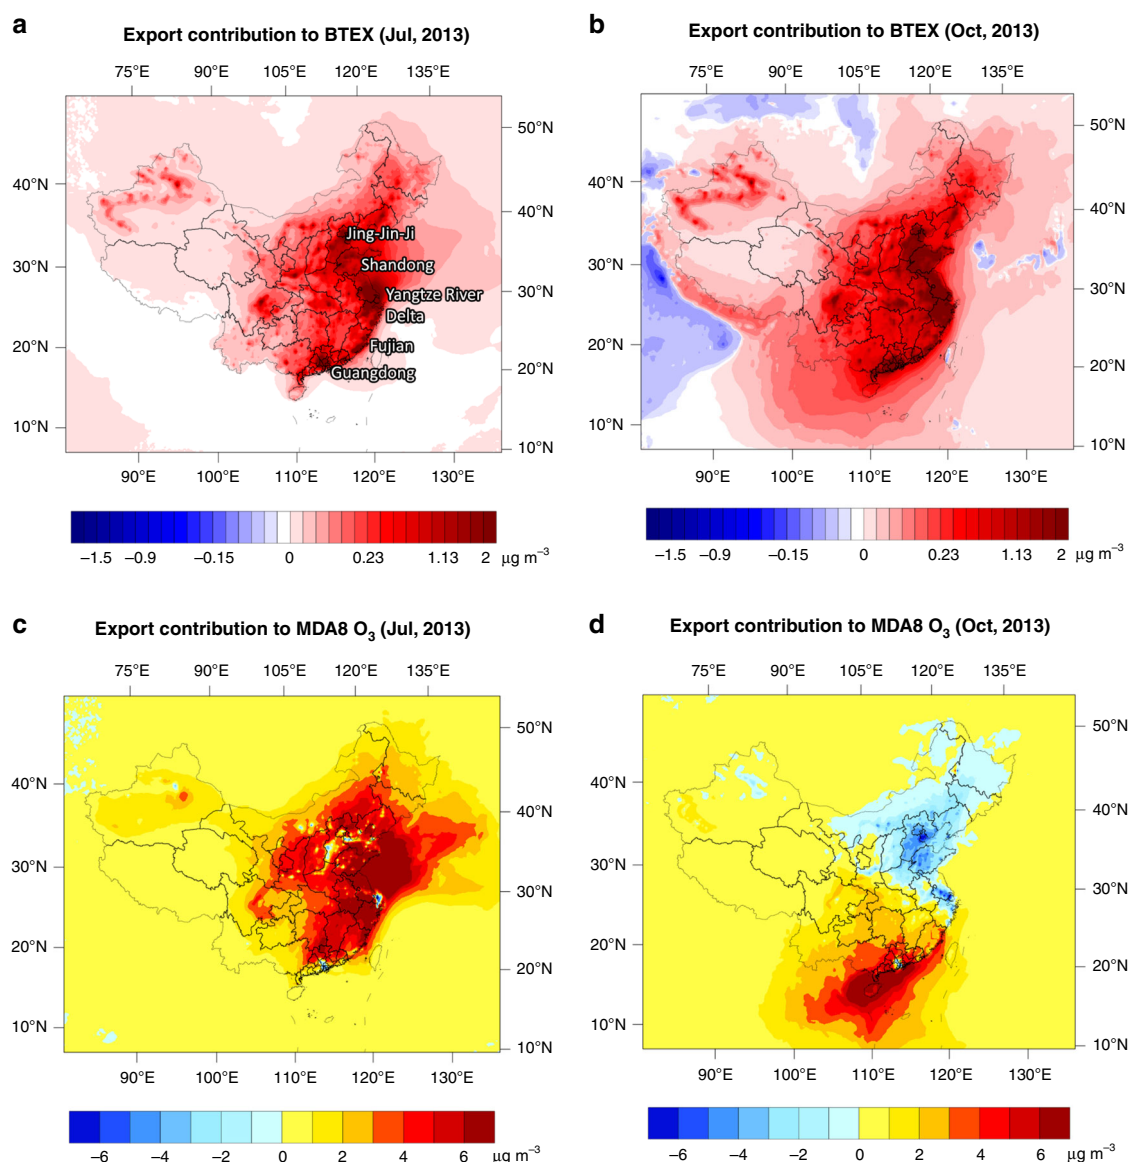 a
Export contribution to BTEX (Jul, 2013)
75°E 90°E 105°E 120°E 135°E
50°N
40°N
40°N
Jing-Jin-Ji
30°N
Shandong
30°N
Yangtze River
Delta
20°N
Fujian
20°N
Guangdong
10°N
10°N
90°E 100°E 110°E 120°E 130°E
−1.5 −0.9 −0.15 0 0.23 1.13 2 µg m⁻³
b
Export contribution to BTEX (Oct, 2013)
75°E 90°E 105°E 120°E 135°E
50°N
40°N
40°N
30°N
30°N
20°N
20°N
10°N
10°N
90°E 100°E 110°E 120°E 130°E
−1.5 −0.9 −0.15 0 0.23 1.13 2 µg m⁻³
c
Export contribution to MDA8 O₃ (Jul, 2013)
75°E 90°E 105°E 120°E 135°E
50°N
40°N
40°N
30°N
30°N
20°N
20°N
10°N
10°N
90°E 100°E 110°E 120°E 130°E
−6 −4 −2 0 2 4 6 µg m⁻³
d
Export contribution to MDA8 O₃ (Oct, 2013)
75°E 90°E 105°E 120°E 135°E
50°N
40°N
40°N
30°N
30°N
20°N
20°N
10°N
10°N
90°E 100°E 110°E 120°E 130°E
−6 −4 −2 0 2 4 6 µg m⁻³